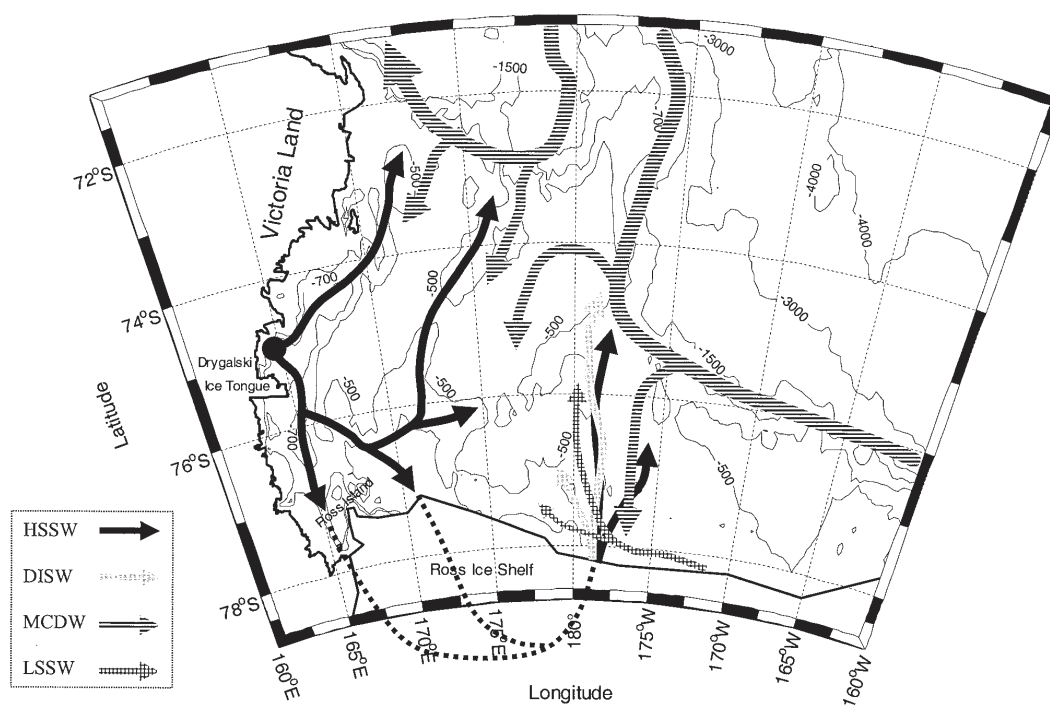 -3000
-1500
-700
Victoria Land
72°S
-500
-4000
-4000
-700
-500
74°S
-500
-3000
-1500
Drygalski
Ice Tongue
-500
-500
Latitude
76°S
700
-500
-500
Ross Island
HSSW
DISW
MCDW
LSSW
Ross Ice Shelf
78°S
160°E
165°E
170°E
175°E
180°
175°W
170°W
165°W
160°W
Longitude